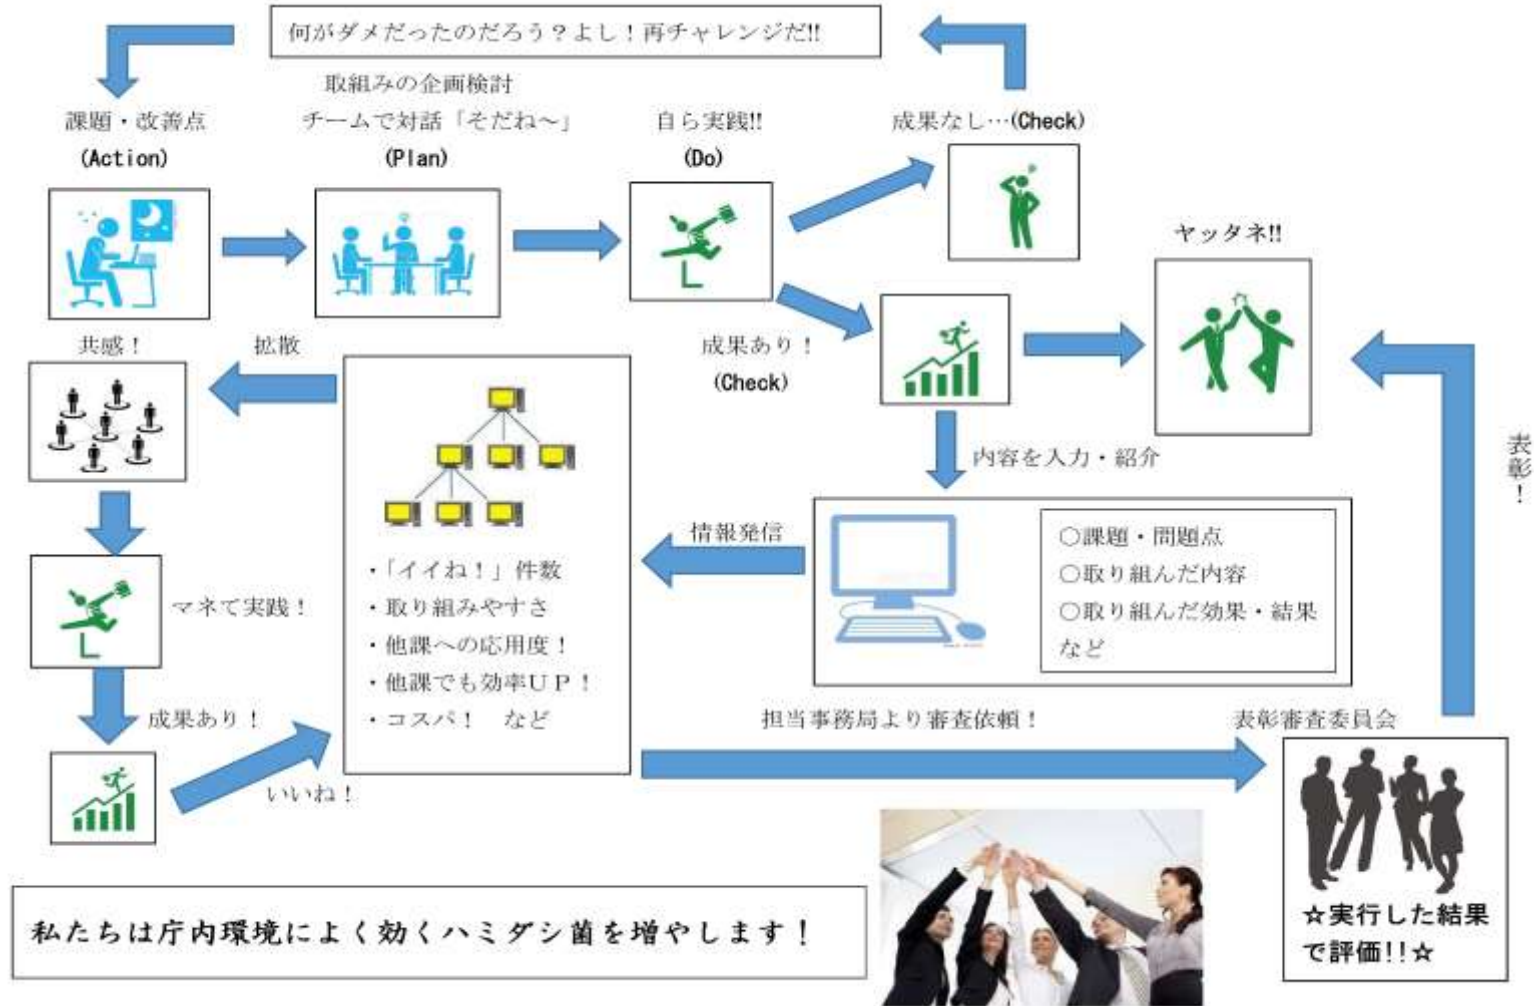 何がダメだったのだろう？よし！再チャレンジだ!!
取組みの企画検討
課題・改善点
(Action)
チームで対話「そだね～」
(Plan)
自ら実践!!
(Do)
成果なし…(Check)
ヤッタネ!!
成果あり！
(Check)
共感！
拡散
内容を入力・紹介
表彰！
情報発信
○課題・問題点
○取り組んだ内容
○取り組んだ効果・結果
など
・「イイね！」件数
・取り組みやすさ
・他課への応用度！
・他課でも効率ＵＰ！
・コスパ！　など
マネて実践！
成果あり！
いいね！
担当事務局より審査依頼！
表彰審査委員会
☆実行した結果
で評価!!☆
私たちは庁内環境によく効くハミダシ菌を増やします！